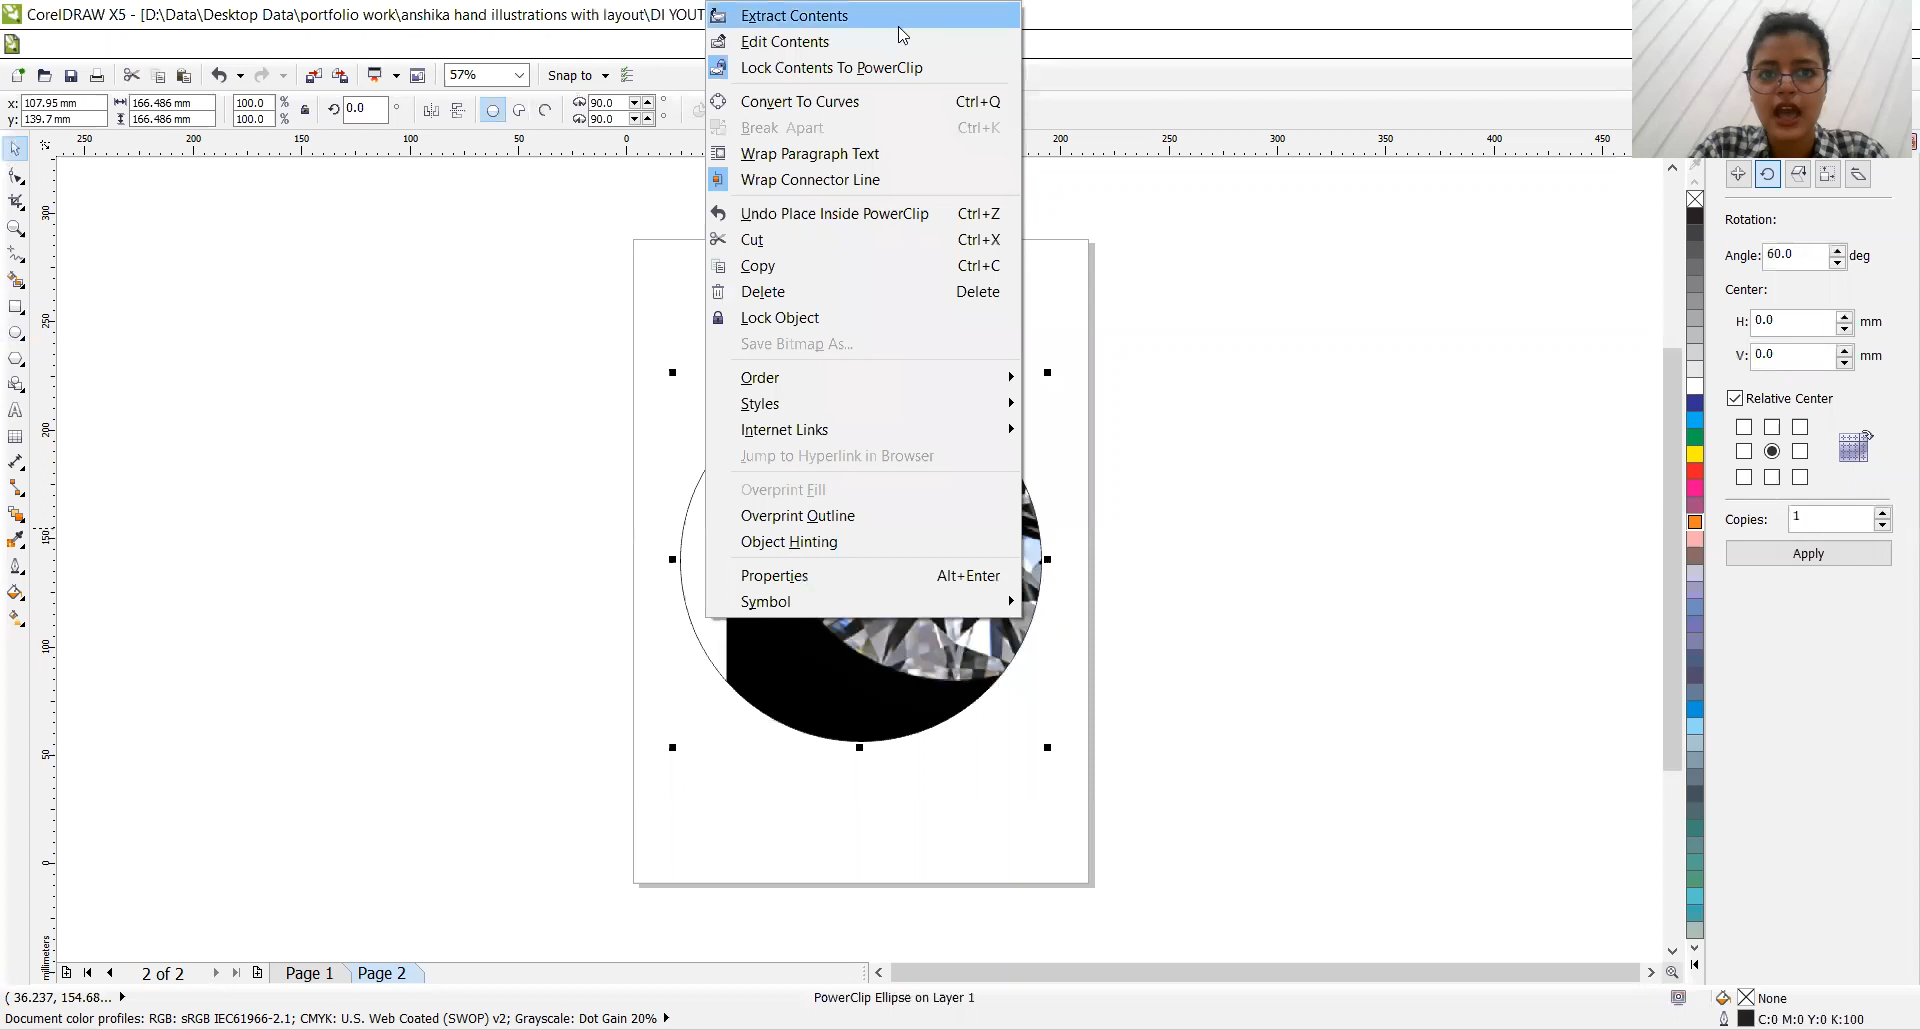 CorelDRAW X5 - [D:\Data\Desktop Data\portfolio work\anshika hand illustrations with layout\DI YOUT
Extract Contents
Edit Contents
Lock Contents To PowerClip
Convert To Curves Ctrl+Q
Break Apart Ctrl+K
Wrap Paragraph Text
Wrap Connector Line
Undo Place Inside PowerClip Ctrl+Z
Cut Ctrl+X
Copy Ctrl+C
Delete Delete
Lock Object
Save Bitmap As...
Order
Styles
Internet Links
Jump to Hyperlink in Browser
Overprint Fill
Overprint Outline
Object Hinting
Properties Alt+Enter
Symbol
57% Snap to
x: 107.95 mm 166.486 mm 100.0 % 0.0 ° 90.0 °
y: 139.7 mm 166.486 mm 100.0 % 90.0 °
250 200 150 100 50 0 200 250 300 350 400 450
300
250
200
150
100
50
0
millimeters
Rotation:
Angle: 60.0 deg
Center:
H: 0.0 mm
V: 0.0 mm
Relative Center
Copies: 1
Apply
2 of 2 Page 1 Page 2
( 36.237, 154.68... PowerClip Ellipse on Layer 1 None
Document color profiles: RGB: sRGB IEC61966-2.1; CMYK: U.S. Web Coated (SWOP) v2; Grayscale: Dot Gain 20% C:0 M:0 Y:0 K:100